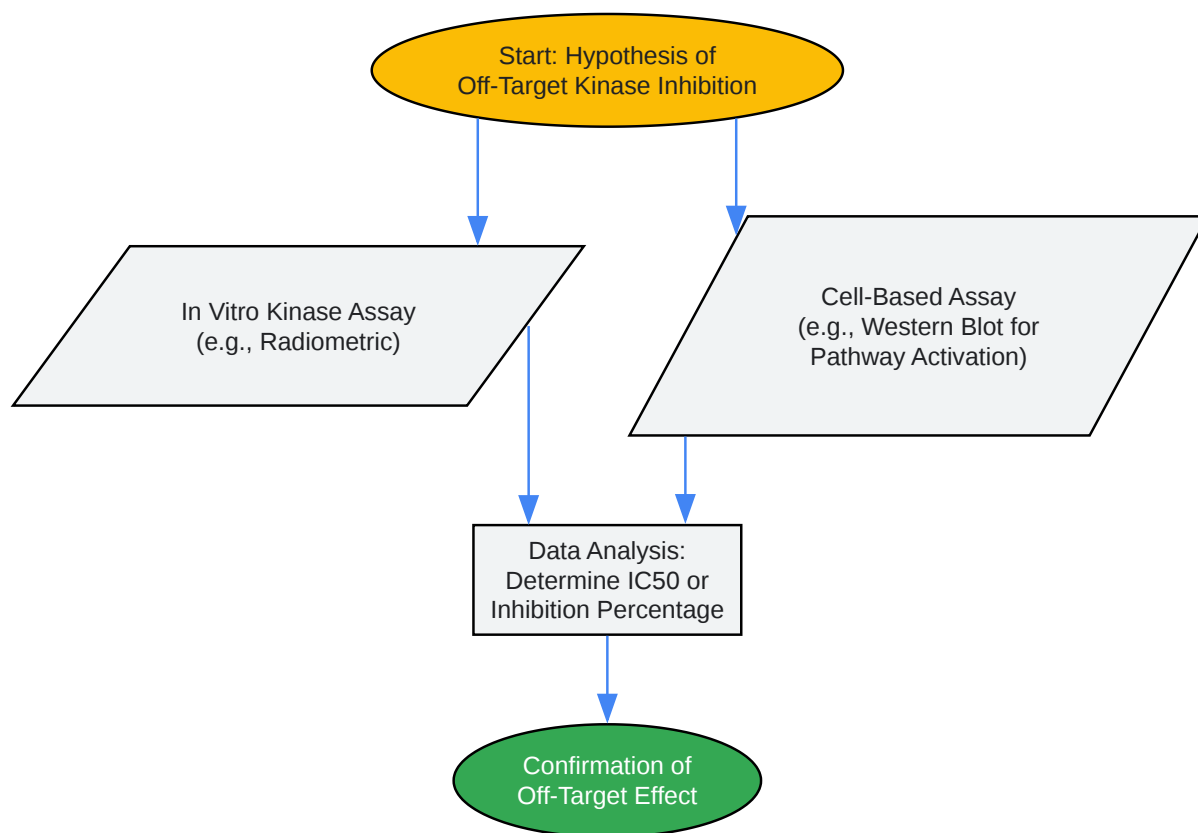 Start: Hypothesis of
Off-Target Kinase Inhibition
In Vitro Kinase Assay
(e.g., Radiometric)
Cell-Based Assay
(e.g., Western Blot for
Pathway Activation)
Data Analysis:
Determine IC50 or
Inhibition Percentage
Confirmation of
Off-Target Effect